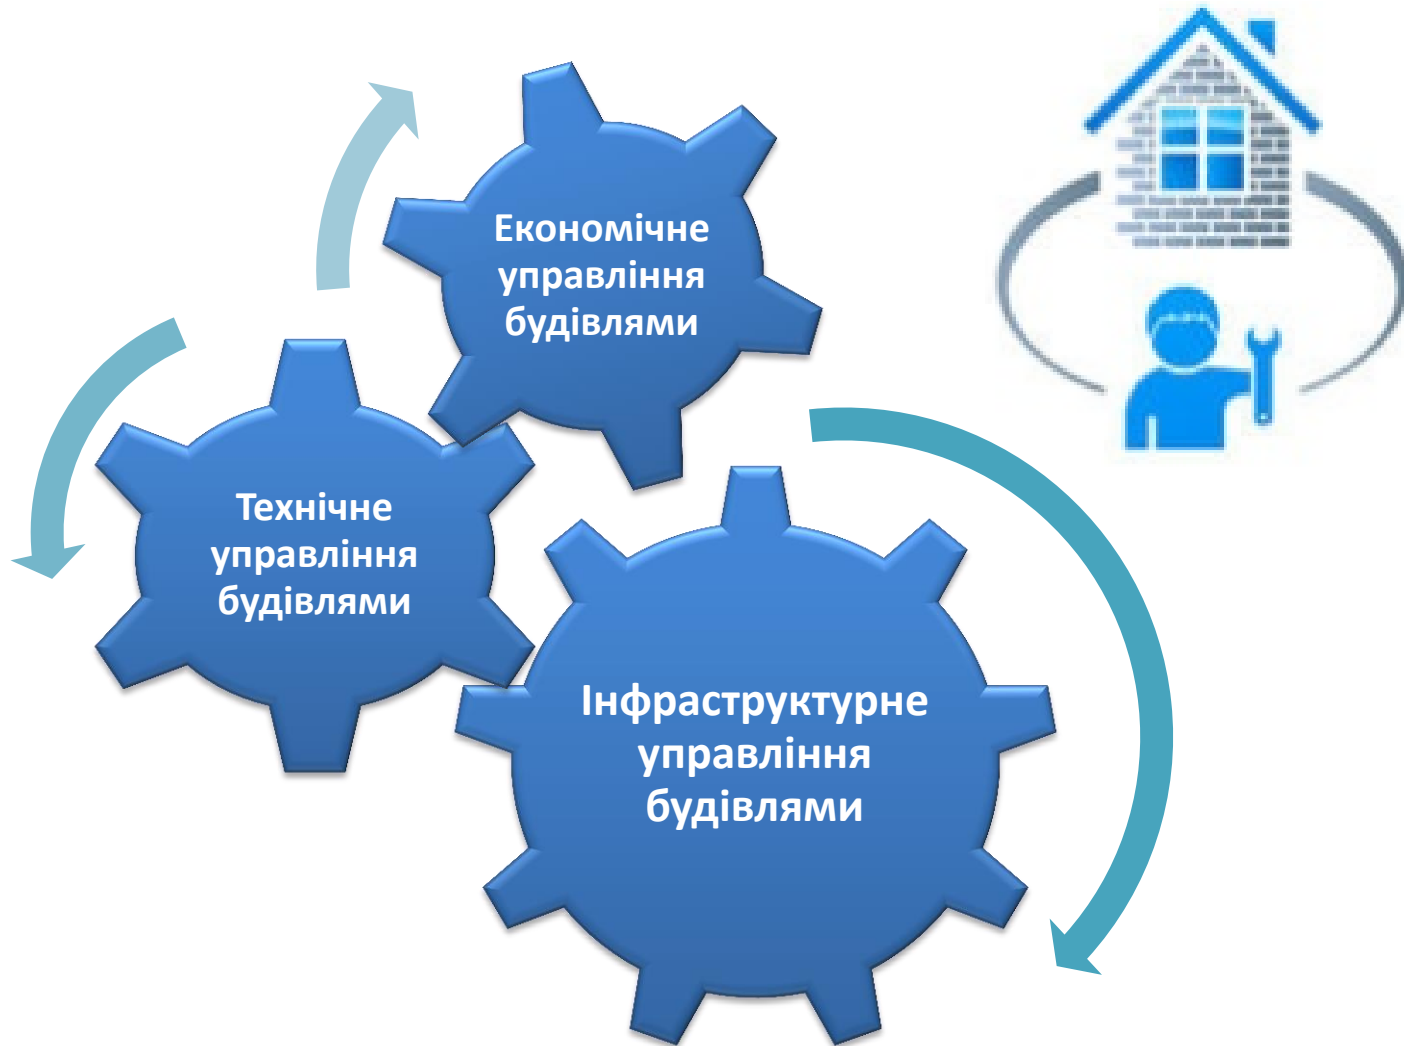 Економічне
управління
будівлями
Технічне
управління
будівлями
Інфраструктурне
управління
будівлями